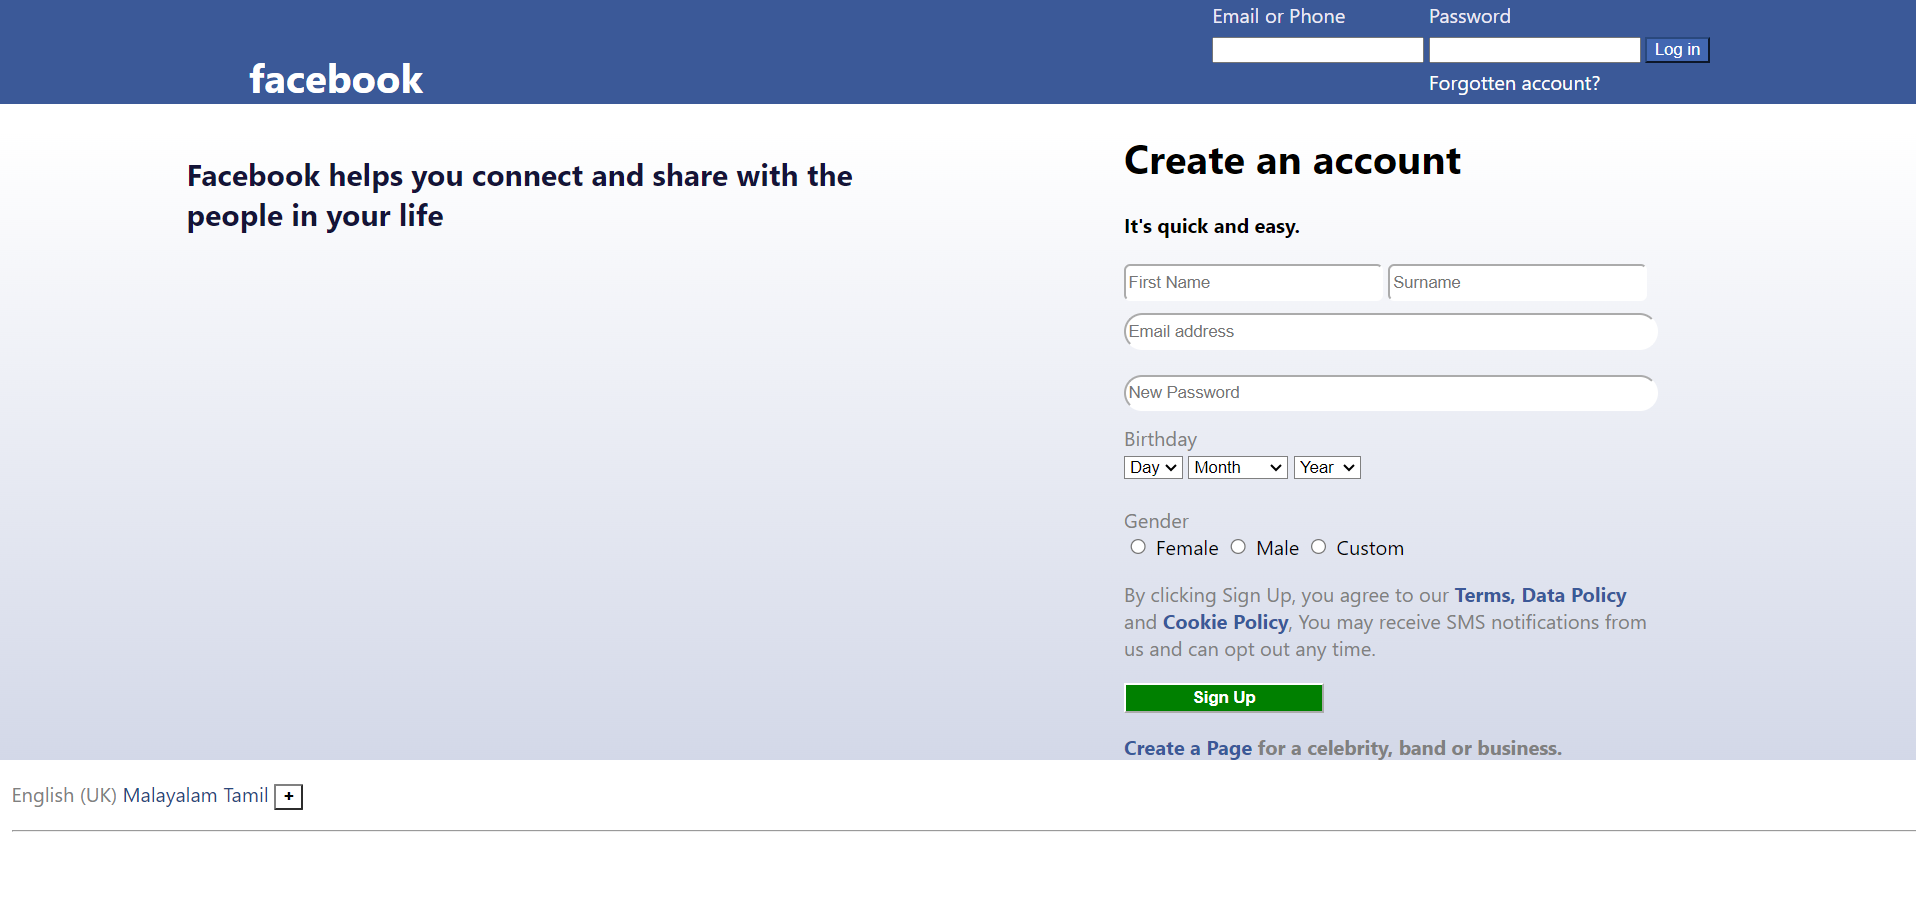 Email or Phone Password
Log in
facebook
Forgotten account?
Facebook helps you connect and share with the
people in your life
Create an account
It's quick and easy.
First Name Surname
Email address
New Password
Birthday
Day Month Year
Gender
Female Male Custom
By clicking Sign Up, you agree to our Terms, Data Policy
and Cookie Policy, You may receive SMS notifications from
us and can opt out any time.
Sign Up
Create a Page for a celebrity, band or business.
English (UK) Malayalam Tamil +